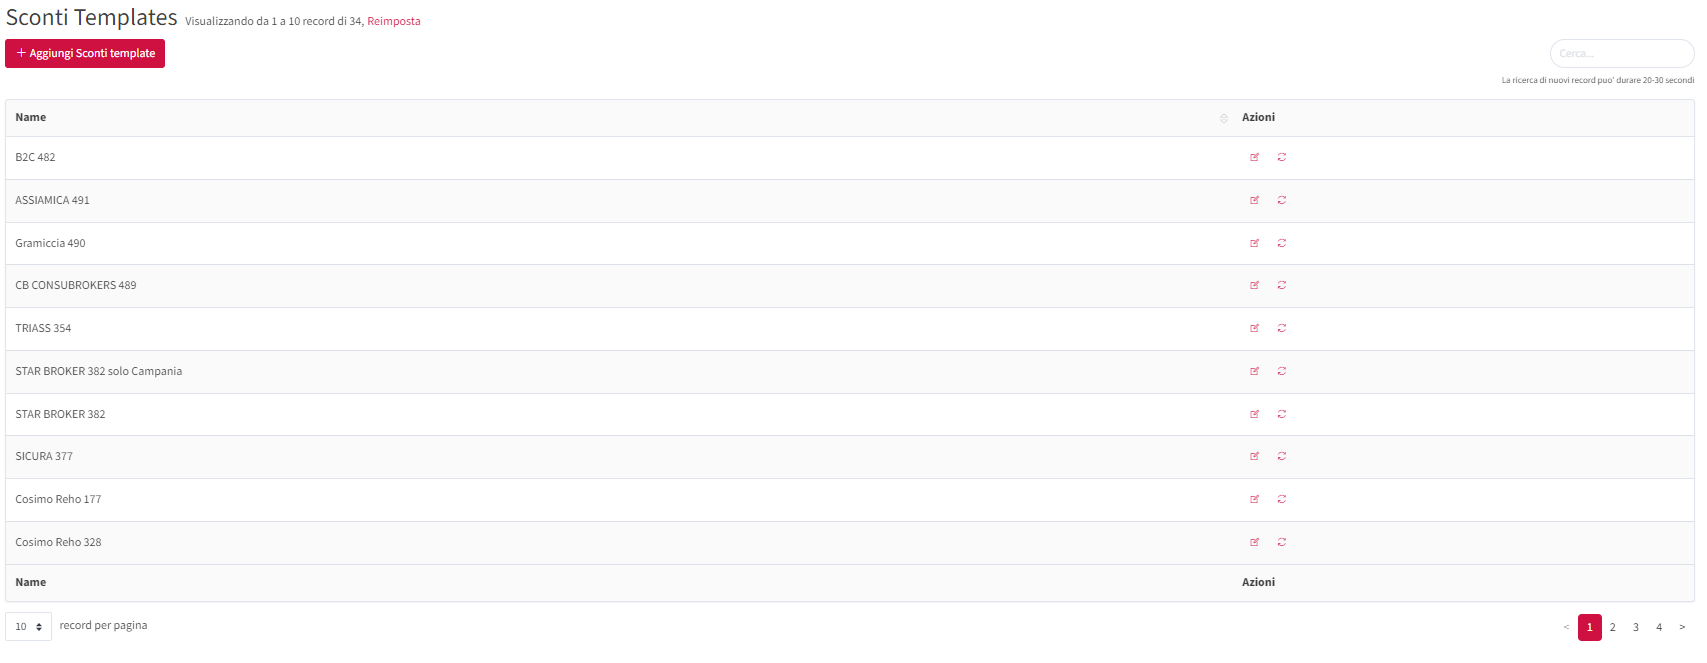 Sconti Templates Visualizzando da 1 a 10 record di 34, Reimposta
+ Aggiungi Sconti template
Cerca...
La ricerca di nuovi record puo' durare 20-30 secondi
Name Azioni
B2C 482
ASSIAMICA 491
Gramiccia 490
CB CONSUBROKERS 489
TRIASS 354
STAR BROKER 382 solo Campania
STAR BROKER 382
SICURA 377
Cosimo Reho 177
Cosimo Reho 328
Name Azioni
10 record per pagina
< 1 2 3 4 >